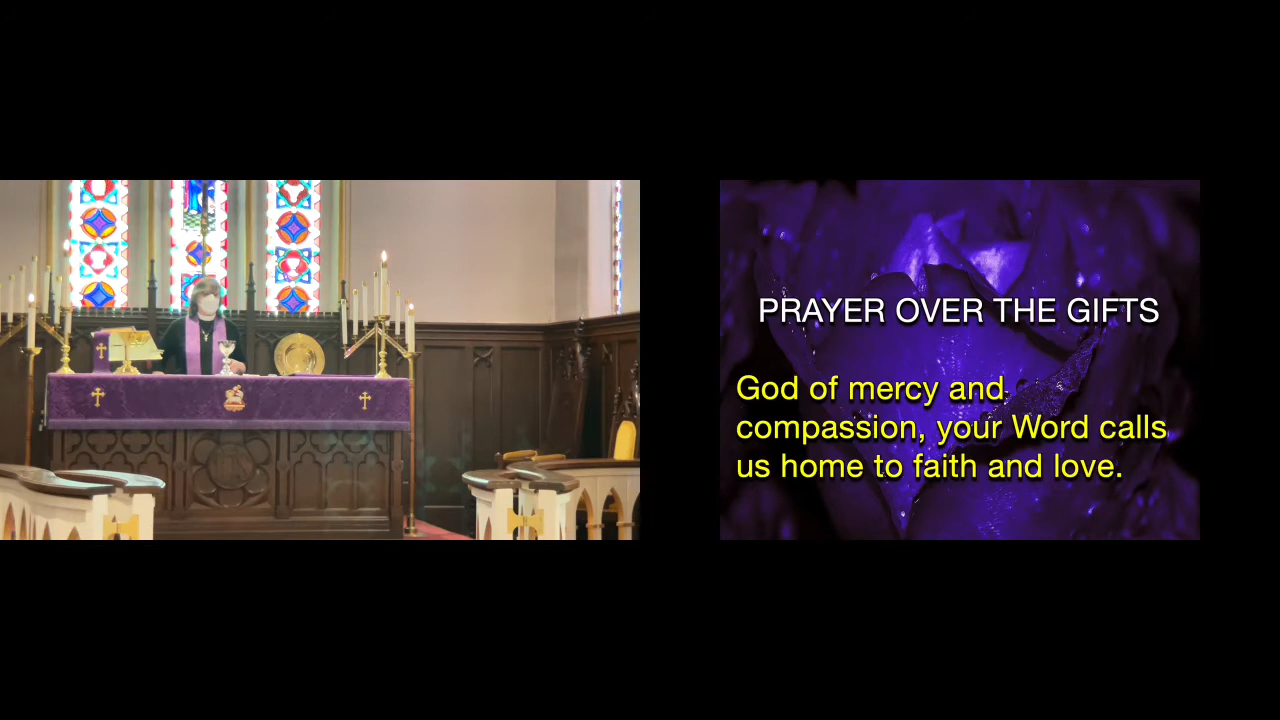 PRAYER OVER THE GIFTS
God of mercy and
compassion, your Word calls
us home to faith and love.